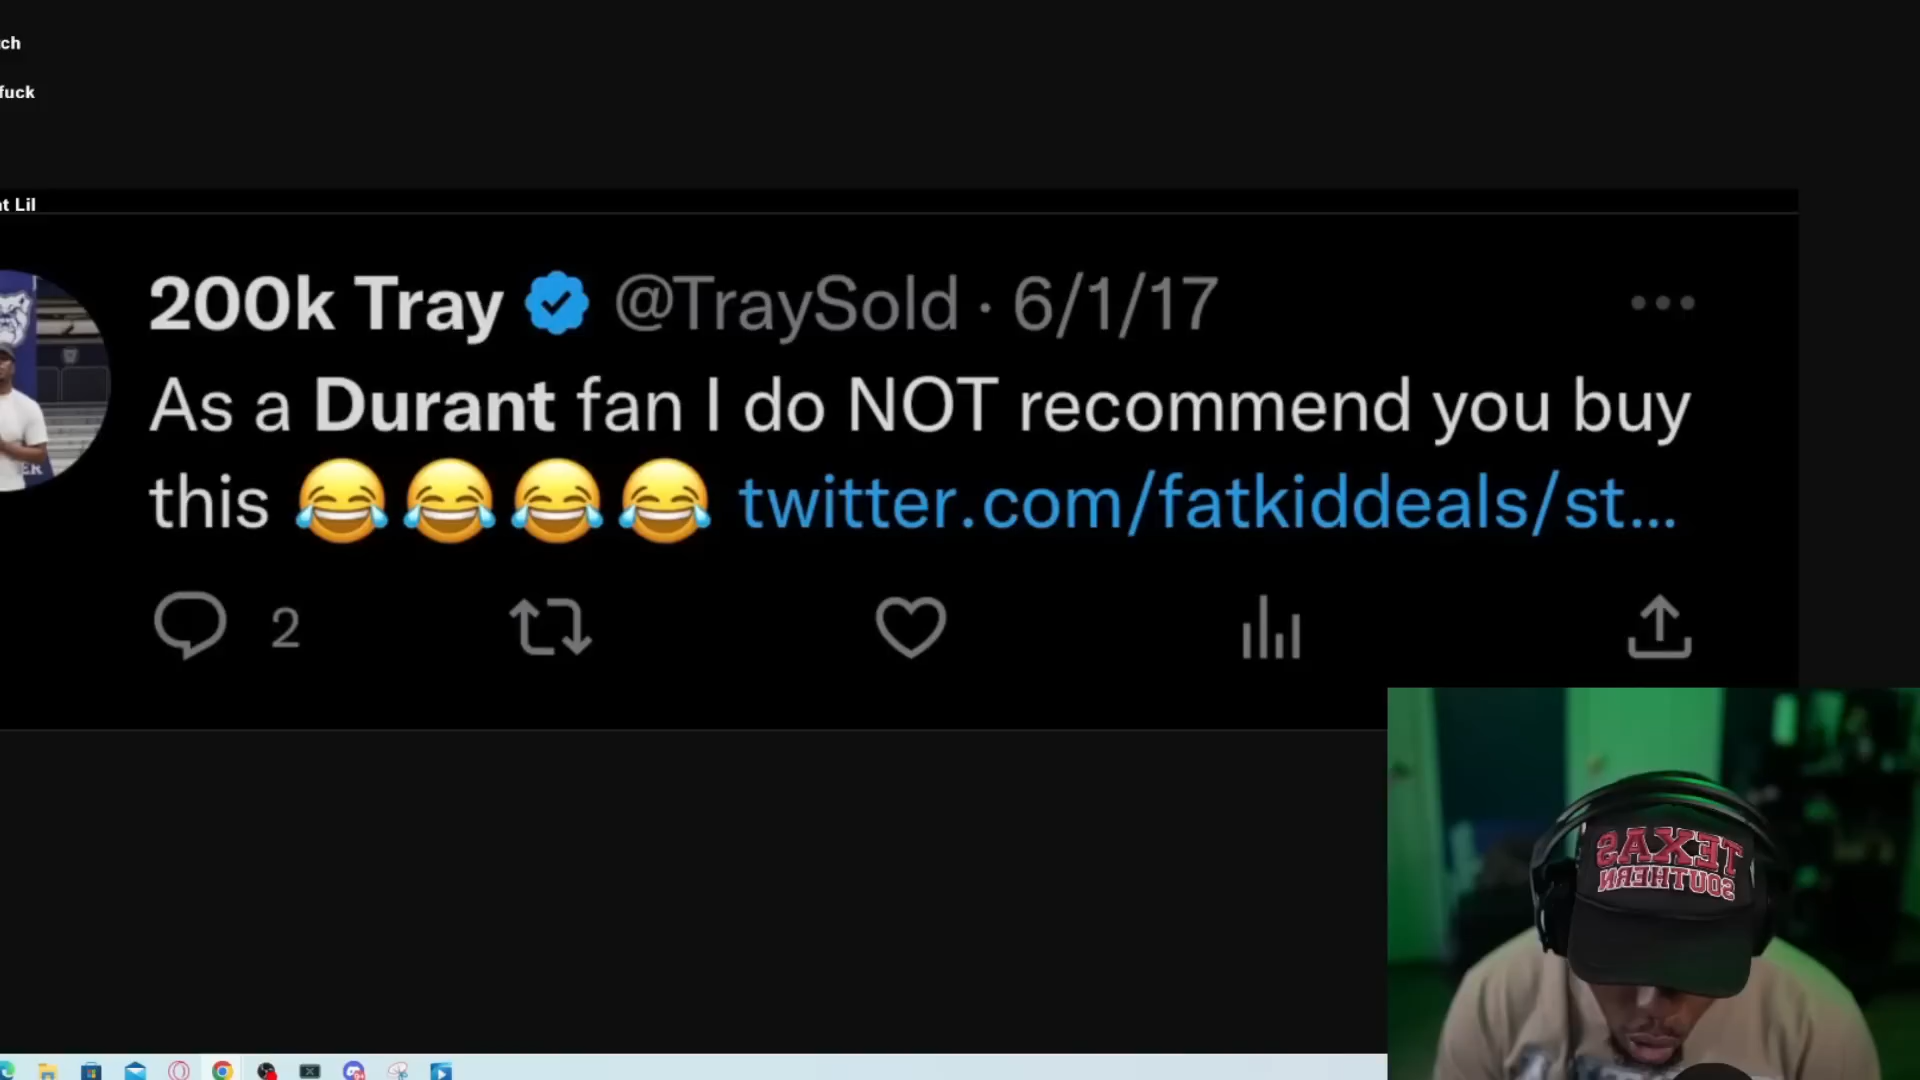 ch
fuck
t Lil
200k Tray @TraySold · 6/1/17
As a Durant fan I do NOT recommend you buy
this 😂😂😂😂 twitter.com/fatkiddeals/st...
2
TEXAS
SOUTHERN